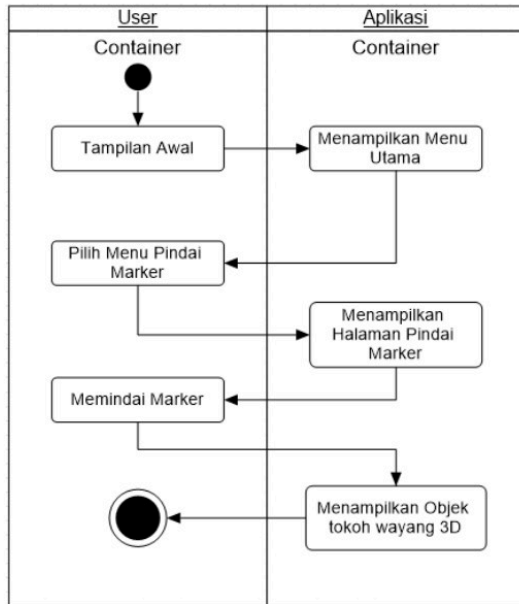 User
Aplikasi
Container
Container
Tampilan Awal
Menampilkan Menu
Utama
Pilih Menu Pindai
Marker
Menampilkan
Halaman Pindai
Marker
Memindai Marker
Menampilkan Objek
tokoh wayang 3D